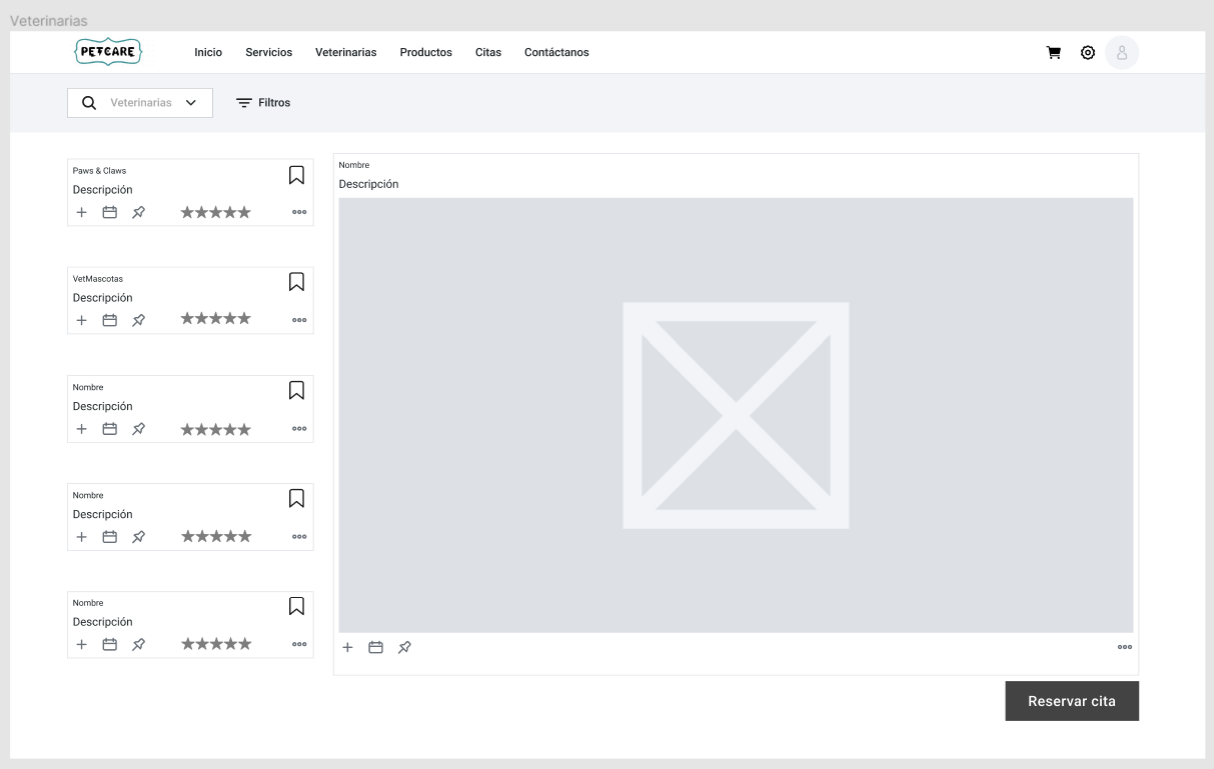 Veterinarias
PETCARE
Inicio Servicios Veterinarias Productos Citas Contáctanos
Veterinarias
Filtros
Paws & Claws
Descripción
VetMascotas
Descripción
Nombre
Descripción
Nombre
Descripción
Nombre
Descripción
Nombre
Descripción
Reservar cita